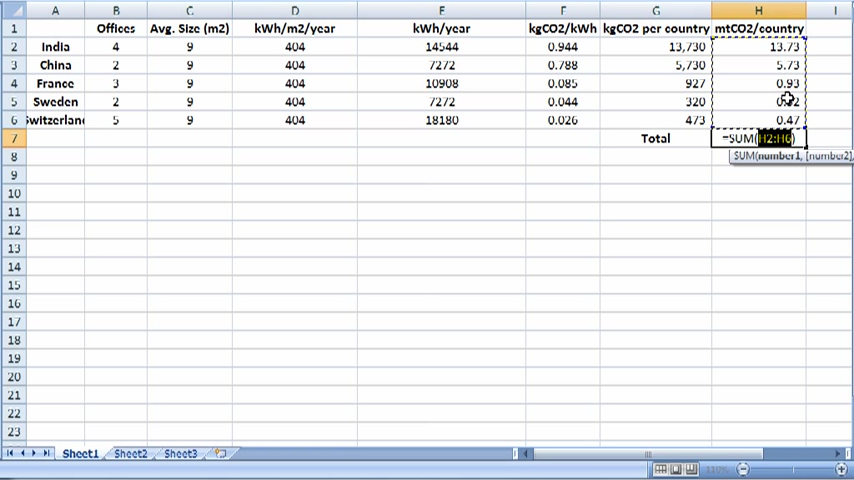 A B C D E F G H I
1 Offices Avg. Size (m2) kWh/m2/year kWh/year kgCO2/kWh kgCO2 per country mtCO2/country
2 India 4 9 404 14544 0.944 13,730 13.73
3 China 2 9 404 7272 0.788 5,730 5.73
4 France 3 9 404 10908 0.085 927 0.93
5 Sweden 2 9 404 7272 0.044 320
6 Switzerland 5 9 404 18180 0.026 473 0.47
7 Total =SUM(H2:H6)
8 SUM(number1, [number2],
9
10
11
12
13
14
15
16
17
18
19
20
21
22
23
Sheet1 Sheet2 Sheet3
110%